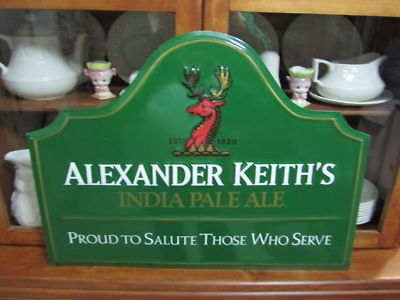 ESTD 1820
ALEXANDER KEITH'S
INDIA PALE ALE
PROUD TO SALUTE THOSE WHO SERVE